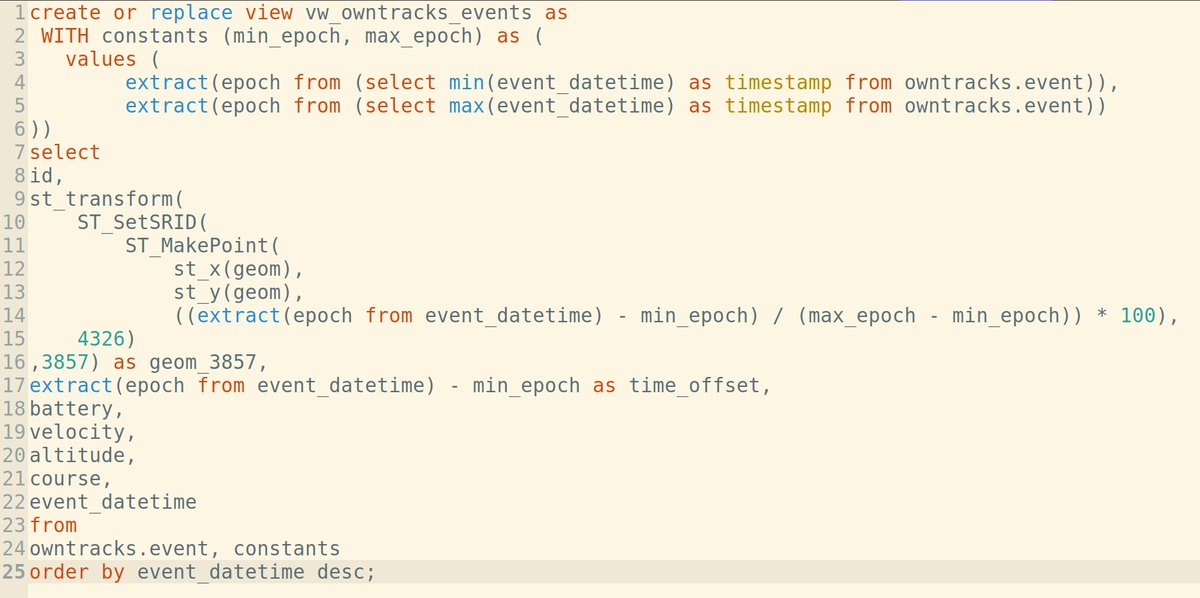 1 create or replace view vw_owntracks_events as
2  WITH constants (min_epoch, max_epoch) as (
3    values (
4         extract(epoch from (select min(event_datetime) as timestamp from owntracks.event)),
5         extract(epoch from (select max(event_datetime) as timestamp from owntracks.event))
6 ))
7 select
8 id,
9 st_transform(
10     ST_SetSRID(
11         ST_MakePoint(
12             st_x(geom),
13             st_y(geom),
14             ((extract(epoch from event_datetime) - min_epoch) / (max_epoch - min_epoch)) * 100),
15     4326)
16 ,3857) as geom_3857,
17 extract(epoch from event_datetime) - min_epoch as time_offset,
18 battery,
19 velocity,
20 altitude,
21 course,
22 event_datetime
23 from
24 owntracks.event, constants
25 order by event_datetime desc;